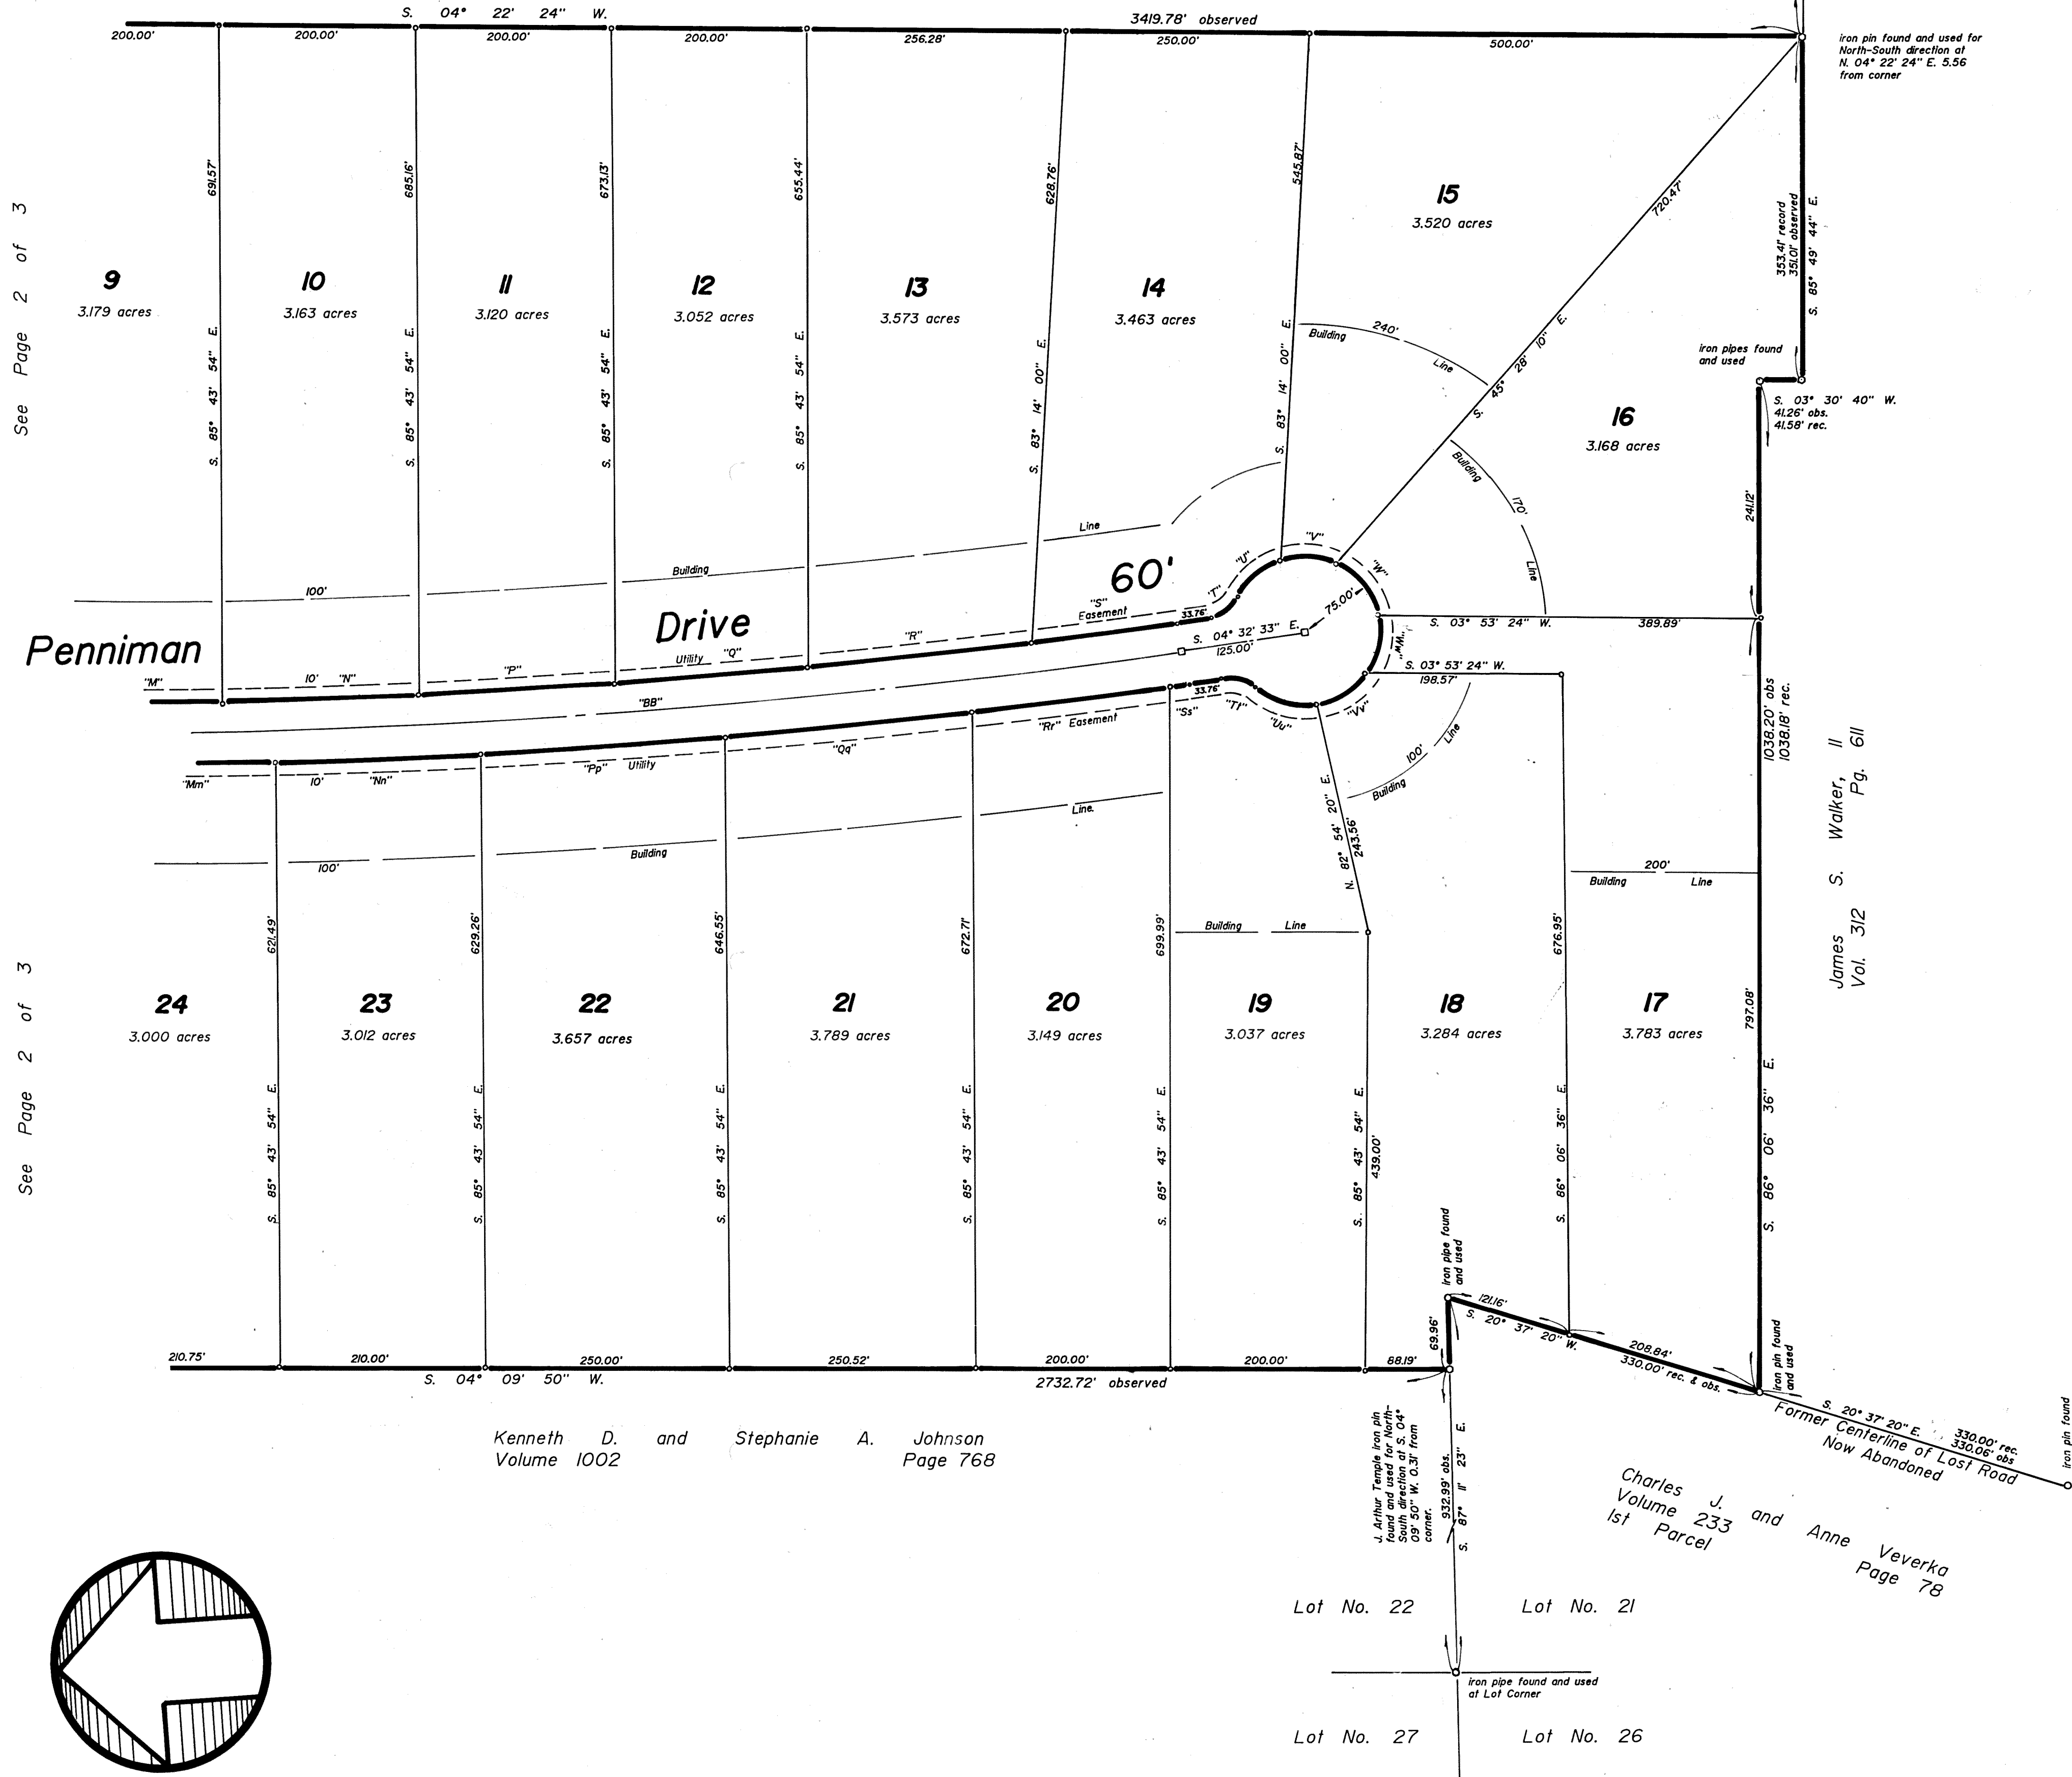 S. 04° 22' 24" W.
3419.78' observed
200.00'
200.00'
200.00'
200.00'
256.28'
250.00'
500.00'
iron pin found and used for
North-South direction at
N. 04° 22' 24" E. 5.56
from corner
See Page 2 of 3
691.57'
S. 85° 43' 54" E.
685.16'
S. 85° 43' 54" E.
673.13'
S. 85° 43' 54" E.
655.44'
S. 85° 43' 54" E.
628.76'
S. 83° 14' 00" E.
545.87'
S. 83° 14' 00" E.
720.47'
S. 45° 28' 10" E.
353.41' record
351.01' observed
S. 85° 49' 44" E.
9
3.179 acres
10
3.163 acres
11
3.120 acres
12
3.052 acres
13
3.573 acres
14
3.463 acres
15
3.520 acres
16
3.168 acres
240'
Building Line
iron pipes found
and used
S. 03° 30' 40" W.
41.26' obs.
41.58' rec.
Building 170' Line
241.12'
100'
Building
Line
60'
Penniman Drive
"M"
10'
"N"
"P"
Utility
"Q"
"R"
"S"
Easement
33.76'
"T"
"U"
"V"
"W"
75.00'
S. 04° 32' 33" E.
125.00'
"BB"
S. 03° 53' 24" W.
389.89'
"WW"
S. 03° 53' 24" W.
198.57'
"Mm"
10'
"Nn"
"Pp"
Utility
"Qq"
"Rr"
Easement
"Ss"
33.76'
"Tt"
"Uu"
"Vv"
100'
Building
Line
Building 100' Line
N. 82° 54' 20" E.
243.56'
200'
Building Line
Building Line
1038.20' obs
1038.18' rec.
James S. Walker, II
Vol. 312 Pg. 611
See Page 2 of 3
621.49'
S. 85° 43' 54" E.
629.26'
S. 85° 43' 54" E.
646.55'
S. 85° 43' 54" E.
672.71'
S. 85° 43' 54" E.
699.99'
S. 85° 43' 54" E.
439.00'
S. 85° 43' 54" E.
676.95'
S. 86° 06' 36" E.
797.08'
S. 86° 06' 36" E.
24
3.000 acres
23
3.012 acres
22
3.657 acres
21
3.789 acres
20
3.149 acres
19
3.037 acres
18
3.284 acres
17
3.783 acres
210.75'
210.00'
250.00'
250.52'
200.00'
200.00'
68.19'
69.96'
iron pipe found
and used
121.16'
S. 20° 37' 20" W.
208.84'
330.00' rec. & obs.
iron pin found
and used
S. 04° 09' 50" W.
2732.72' observed
Kenneth D. and Stephanie A. Johnson
Volume 1002 Page 768
J. Arthur Temple iron pin
found and used for North-
South direction at S. 04°
09' 50" W. 0.31' from
corner.
932.99' obs.
S. 87° 11' 23" E.
S. 20° 37' 20" E.
330.00' rec.
330.06' obs
Former Centerline of Lost Road
Now Abandoned
iron pin found
Charles J. and Anne Veverka
Volume 233 Page 78
1st Parcel
Lot No. 22
Lot No. 21
iron pipe found and used
at Lot Corner
Lot No. 27
Lot No. 26